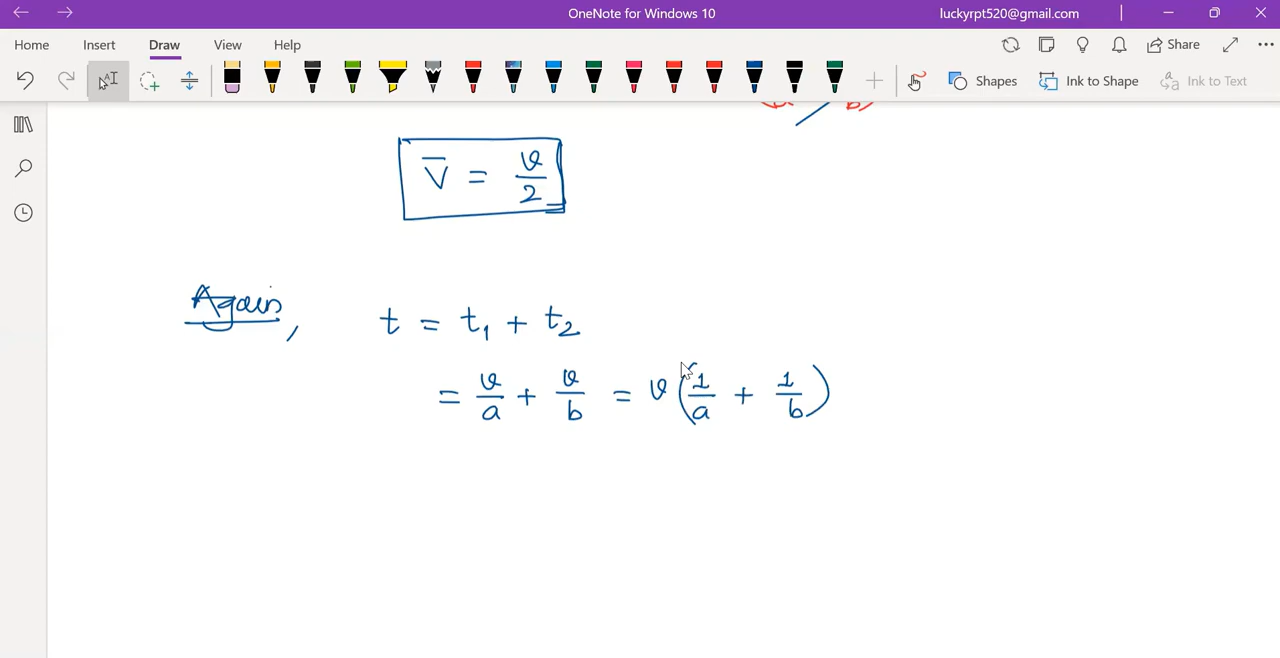 OneNote for Windows 10
luckyrpt520@gmail.com
Home Insert Draw View Help
Share
Shapes Ink to Shape Ink to Text
b
V̅ = v/2
Again, t = t₁ + t₂
= v/a + v/b = v(1/a + 1/b)